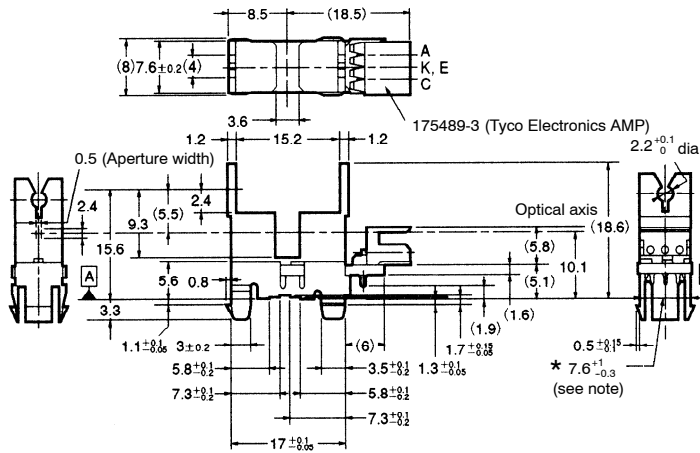 8.5
(18.5)
(8)
7.6±0.2
(4)
A
K, E
C
3.6
175489-3 (Tyco Electronics AMP)
1.2
15.2
1.2
2.2 +0.1 0 dia
0.5 (Aperture width)
2.4
2.4
(5.5)
9.3
15.6
Optical axis
(18.6)
(5.8)
10.1
A
5.6
0.8
(5.1)
3.3
(1.6)
(1.9)
1.1 +0.1 -0.05
3±0.2
(6)
1.7 +0.15 -0.05
0.5 +0.15 -0.1
5.8 +0.1 -0.2
3.5 +0.1 -0.2
1.3 +0.1 -0.05
* 7.6 +1 -0.3
(see note)
7.3 +0.1 -0.2
5.8 +0.1 -0.2
7.3 +0.1 -0.2
17 +0.1 -0.05